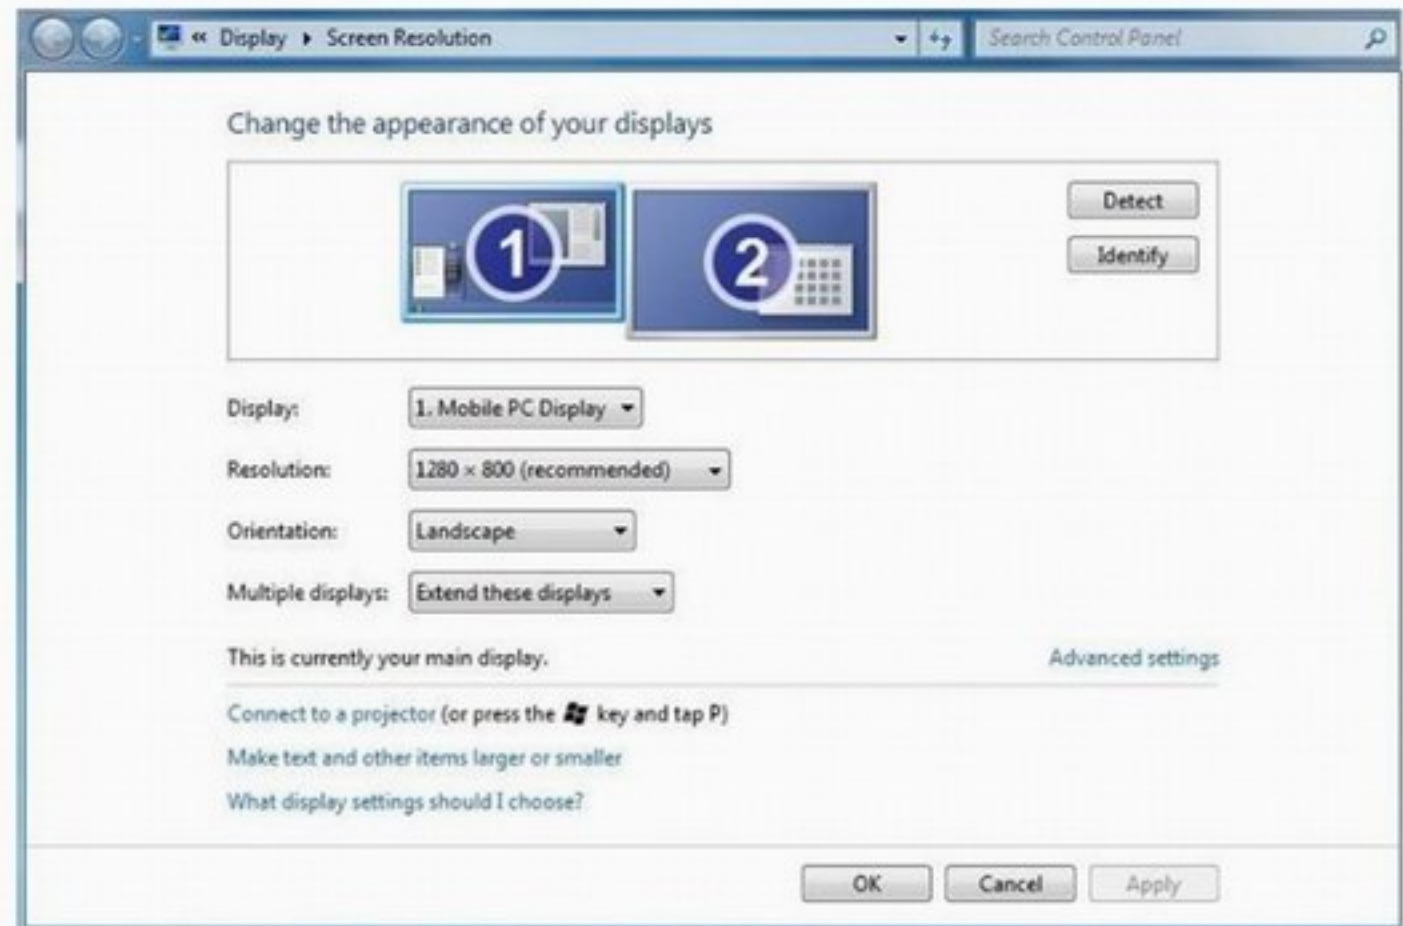 « Display ▸ Screen Resolution Search Control Panel
Change the appearance of your displays
1 2
Detect
Identify
Display: 1. Mobile PC Display
Resolution: 1280 × 800 (recommended)
Orientation: Landscape
Multiple displays: Extend these displays
This is currently your main display. Advanced settings
Connect to a projector (or press the key and tap P)
Make text and other items larger or smaller
What display settings should I choose?
OK Cancel Apply